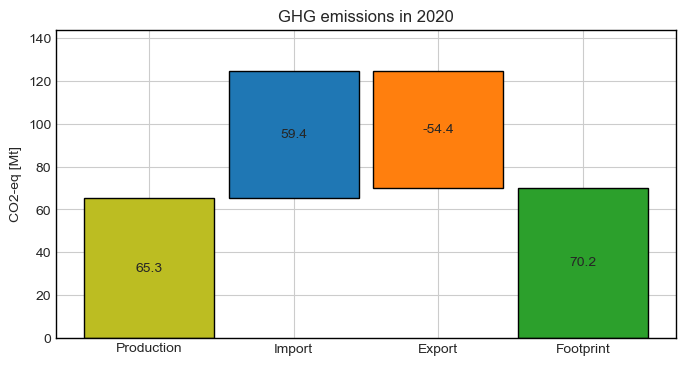 GHG emissions in 2020
CO2-eq [Mt]
140
120
100
80
60
40
20
0
65.3
59.4
-54.4
70.2
Production
Import
Export
Footprint